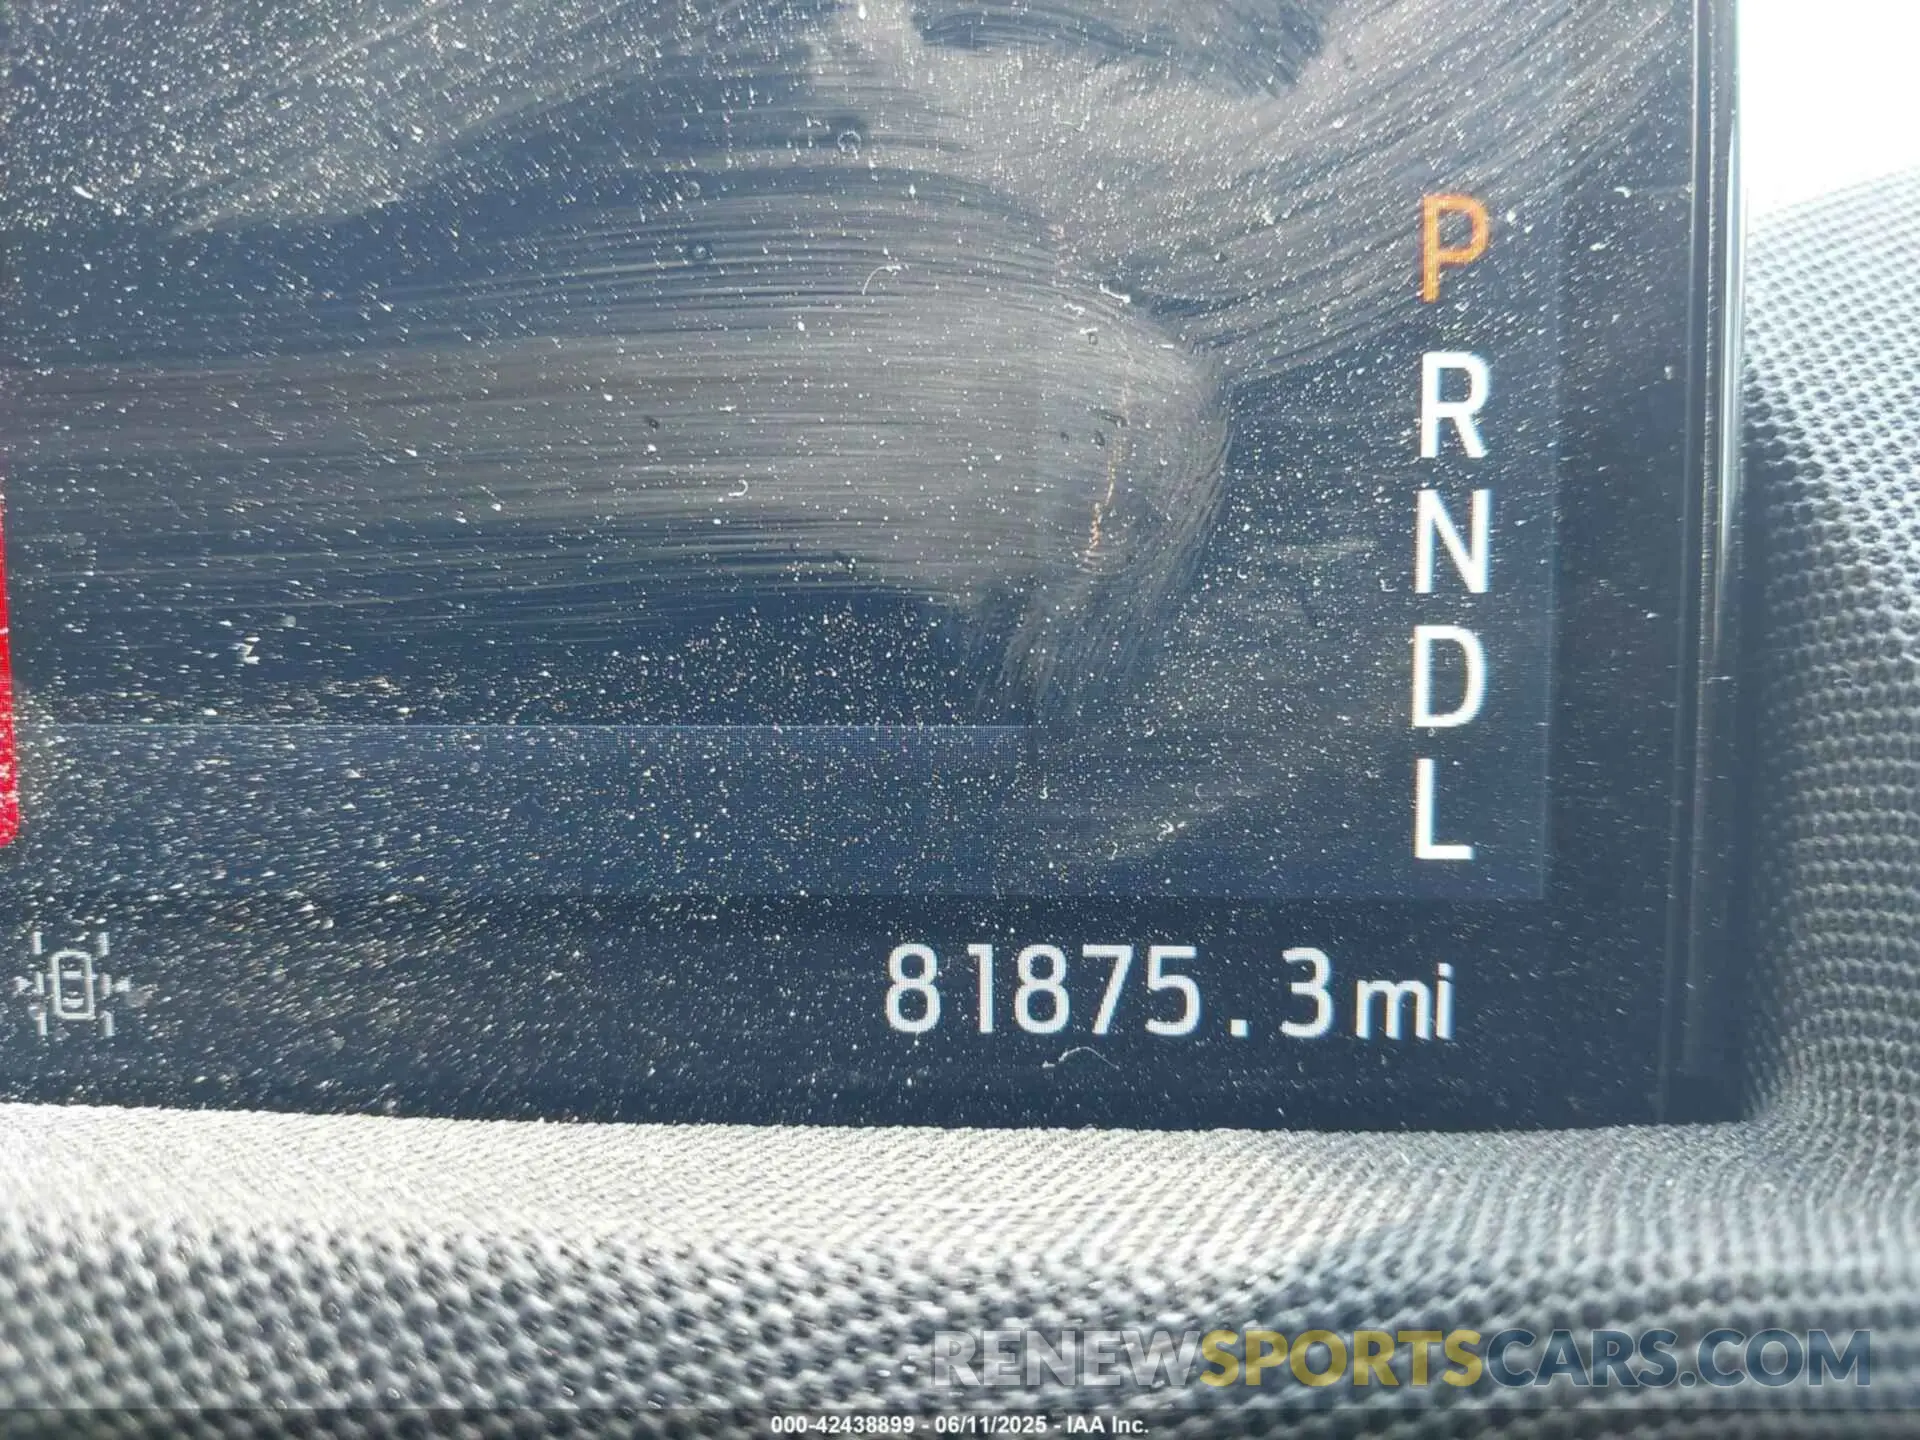 P
R
N
D
L
81875.3mi
RENEWSPORTSCARS.COM
000-42438899 - 06/11/2025 - IAA Inc.